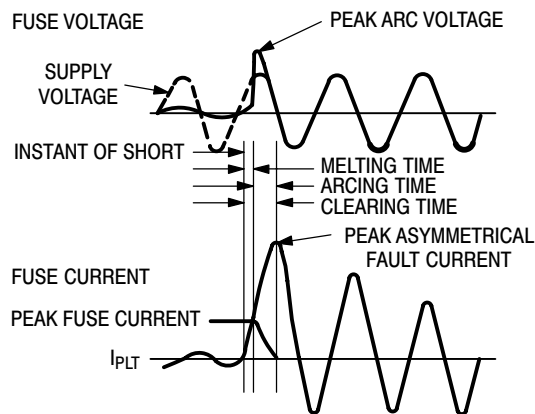 FUSE VOLTAGE
PEAK ARC VOLTAGE
SUPPLY
VOLTAGE
INSTANT OF SHORT
MELTING TIME
ARCING TIME
CLEARING TIME
PEAK ASYMMETRICAL
FAULT CURRENT
FUSE CURRENT
PEAK FUSE CURRENT
IPLT